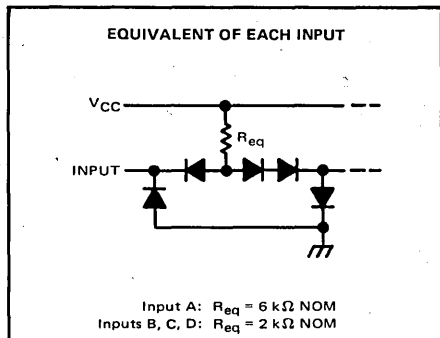 EQUIVALENT OF EACH INPUT
VCC
Req
INPUT
Input A: Req = 6 kΩ NOM
Inputs B, C, D: Req = 2 kΩ NOM